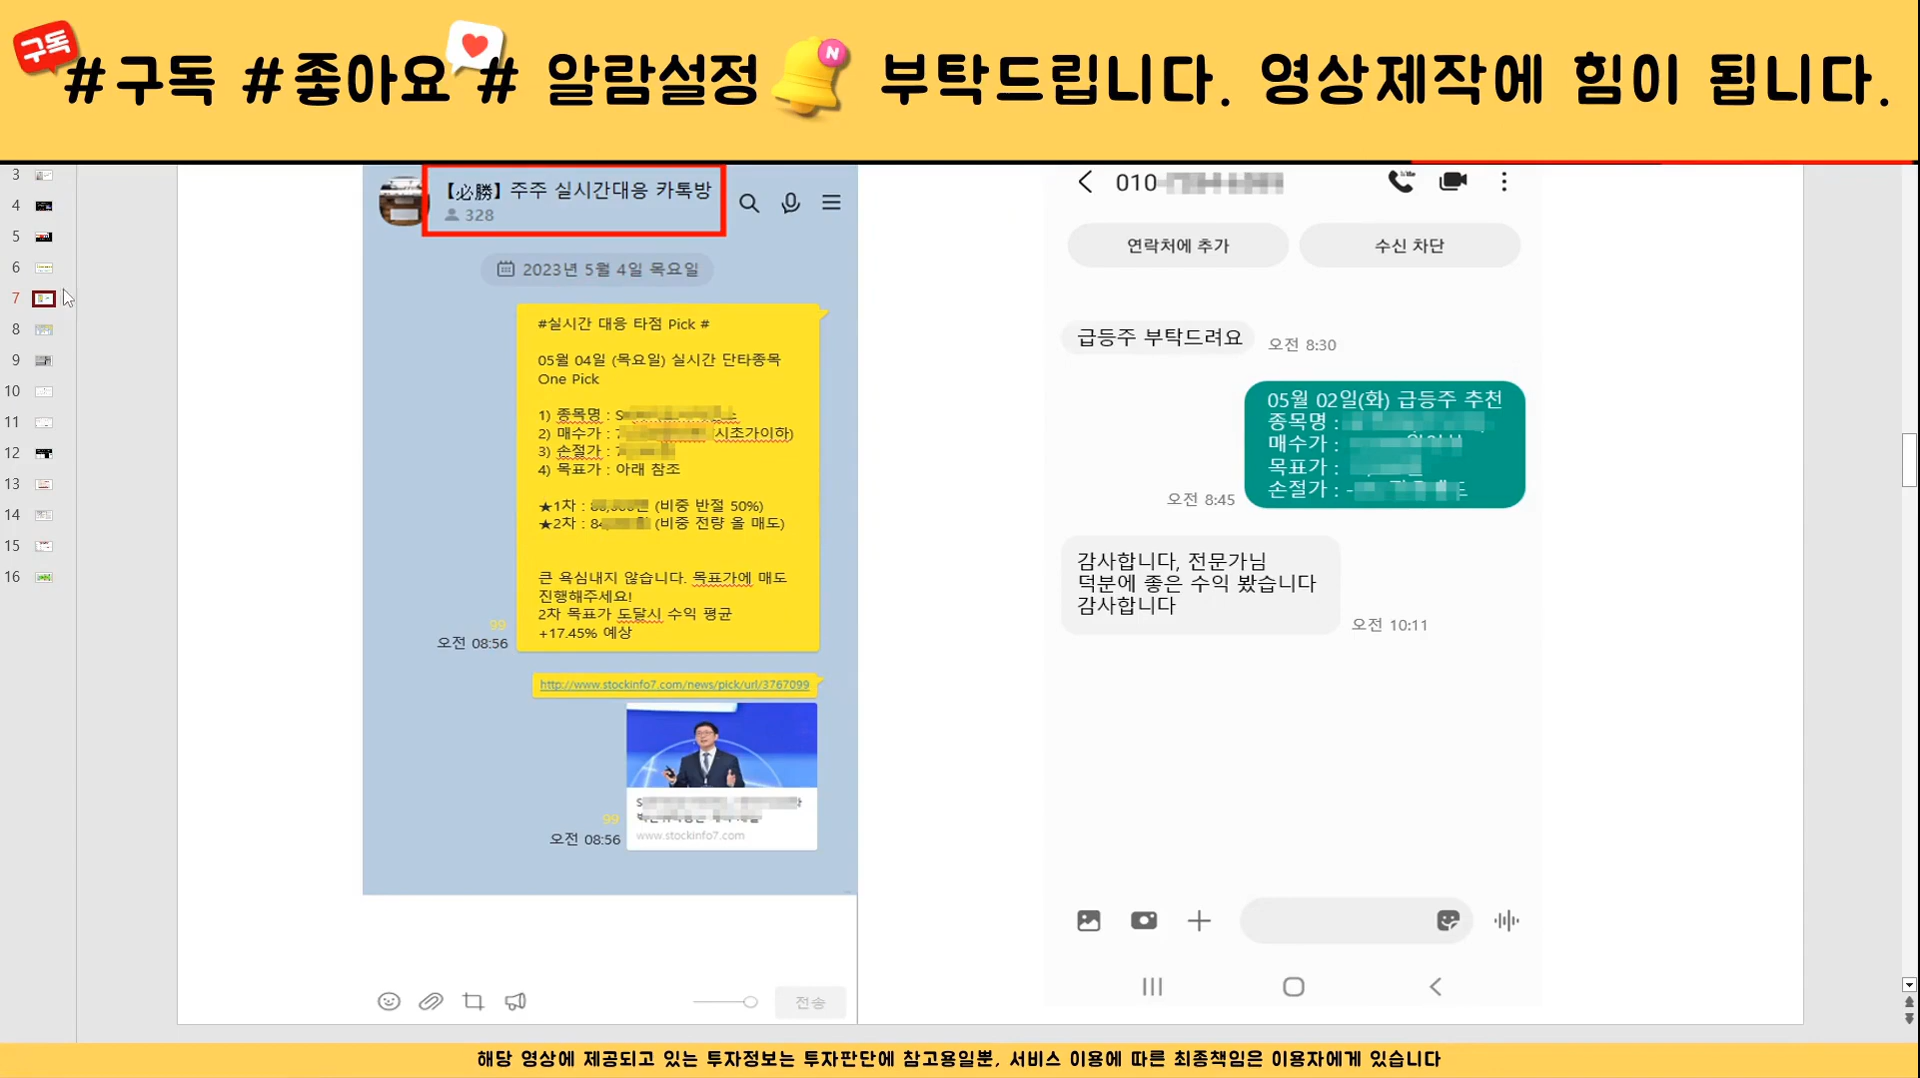 구독
#구독 #좋아요 # 알람설정 N 부탁드립니다. 영상제작에 힘이 됩니다.
3
4
5
6
7
8
9
10
11
12
13
14
15
16
【必勝】 주주 실시간대응 카톡방
328
2023년 5월 4일 목요일
#실시간 대응 타점 Pick #
05월 04일 (목요일) 실시간 단타종목
One Pick
1) 종목명 : S
2) 매수가 : 7 (시초가이하)
3) 손절가 : 7
4) 목표가 : 아래 참조
★1차 : (비중 반절 50%)
★2차 : 84 (비중 전량 올 매도)
큰 욕심내지 않습니다. 목표가에 매도
진행해주세요!
2차 목표가 도달시 수익 평균
+17.45% 예상
99
오전 08:56
http://www.stockinfo7.com/news/pick/url/3767099
www.stockinfo7.com
99
오전 08:56
전송
010
연락처에 추가
수신 차단
급등주 부탁드려요
오전 8:30
05월 02일(화) 급등주 추천
종목명 :
매수가 :
목표가 :
손절가 : -
오전 8:45
감사합니다, 전문가님
덕분에 좋은 수익 봤습니다
감사합니다
오전 10:11
해당 영상에 제공되고 있는 투자정보는 투자판단에 참고용일뿐, 서비스 이용에 따른 최종책임은 이용자에게 있습니다